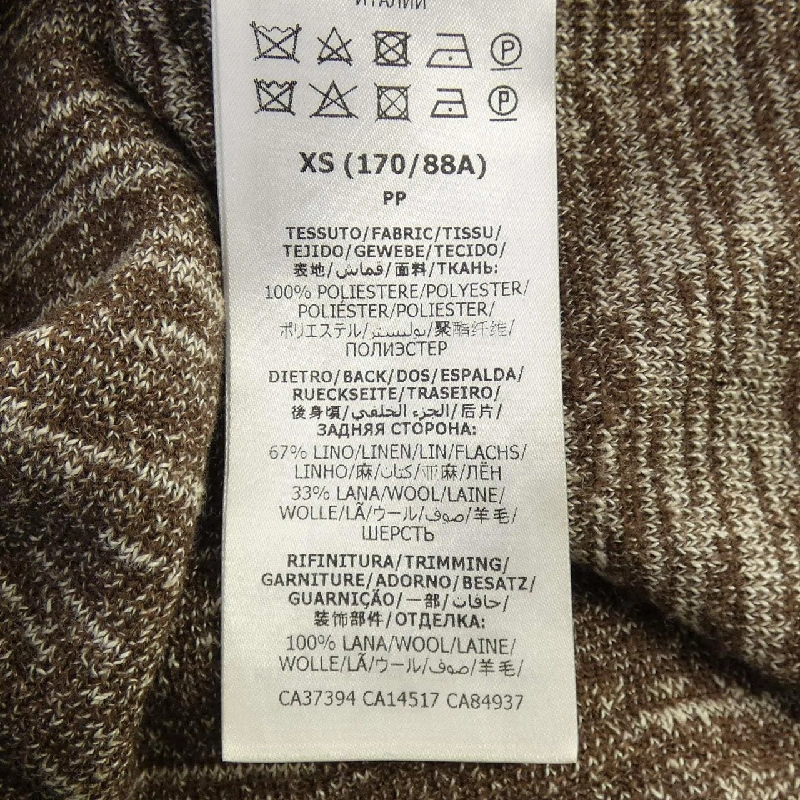 ИТАЛИИ
P
P
XS (170/88A)
PP
TESSUTO/FABRIC/TISSU/
TEJIDO/GEWEBE/TECIDO/
表地/قماش/面料/ТКАНЬ:
100% POLIESTERE/POLYESTER/
POLIÉSTER/POLIESTER/
ポリエステル/بوليستر/聚酯纤维/
ПОЛИЭСТЕР
DIETRO/BACK/DOS/ESPALDA/
RUECKSEITE/TRASEIRO/
後身頃/الجزء الخلفي/后片/
ЗАДНЯЯ СТОРОНА:
67% LINO/LINEN/LIN/FLACHS/
LINHO/麻/كتان/亚麻/ЛЁН
33% LANA/WOOL/LAINE/
WOLLE/LÃ/ウール/صوف/羊毛/
ШЕРСТЬ
RIFINITURA/TRIMMING/
GARNITURE/ADORNO/BESATZ/
GUARNIÇÃO/一部/حافات/
装饰部件/ОТДЕЛКА:
100% LANA/WOOL/LAINE/
WOLLE/LÃ/ウール/صوف/羊毛/
CA37394 CA14517 CA84937